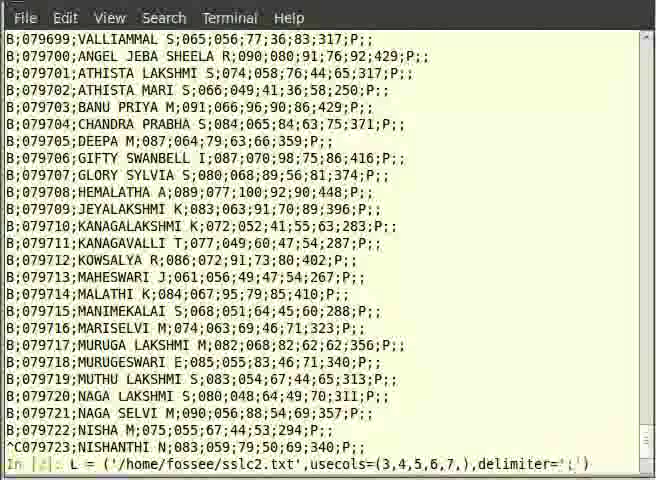 File Edit View Search Terminal Help
B;079699;VALLIAMMAL S;065;056;77;36;83;317;P;;
B;079700;ANGEL JEBA SHEELA R;090;080;91;76;92;429;P;;
B;079701;ATHISTA LAKSHMI S;074;058;76;44;65;317;P;;
B;079702;ATHISTA MARI S;066;049;41;36;58;250;P;;
B;079703;BANU PRIYA M;091;066;96;90;86;429;P;;
B;079704;CHANDRA PRABHA S;084;065;84;63;75;371;P;;
B;079705;DEEPA M;087;064;79;63;66;359;P;;
B;079706;GIFTY SWANBELL I;087;070;98;75;86;416;P;;
B;079707;GLORY SYLVIA S;080;068;89;56;81;374;P;;
B;079708;HEMALATHA A;089;077;100;92;90;448;P;;
B;079709;JEYALAKSHMI K;083;063;91;70;89;396;P;;
B;079710;KANAGALAKSHMI K;072;052;41;55;63;283;P;;
B;079711;KANAGAVALLI T;077;049;60;47;54;287;P;;
B;079712;KOWSALYA R;086;072;91;73;80;402;P;;
B;079713;MAHESWARI J;061;056;49;47;54;267;P;;
B;079714;MALATHI K;084;067;95;79;85;410;P;;
B;079715;MANIMEKALAI S;068;051;64;45;60;288;P;;
B;079716;MARISELVI M;074;063;69;46;71;323;P;;
B;079717;MURUGA LAKSHMI M;082;068;82;62;62;356;P;;
B;079718;MURUGESWARI E;085;055;83;46;71;340;P;;
B;079719;MUTHU LAKSHMI S;083;054;67;44;65;313;P;;
B;079720;NAGA LAKSHMI S;080;048;64;49;70;311;P;;
B;079721;NAGA SELVI M;090;056;88;54;69;357;P;;
B;079722;NISHA M;075;055;67;44;53;294;P;;
^C079723;NISHANTHI N;083;059;79;50;69;340;P;;
In []: L = ('/home/fossee/sslc2.txt',usecols=(3,4,5,6,7,),delimiter=';')